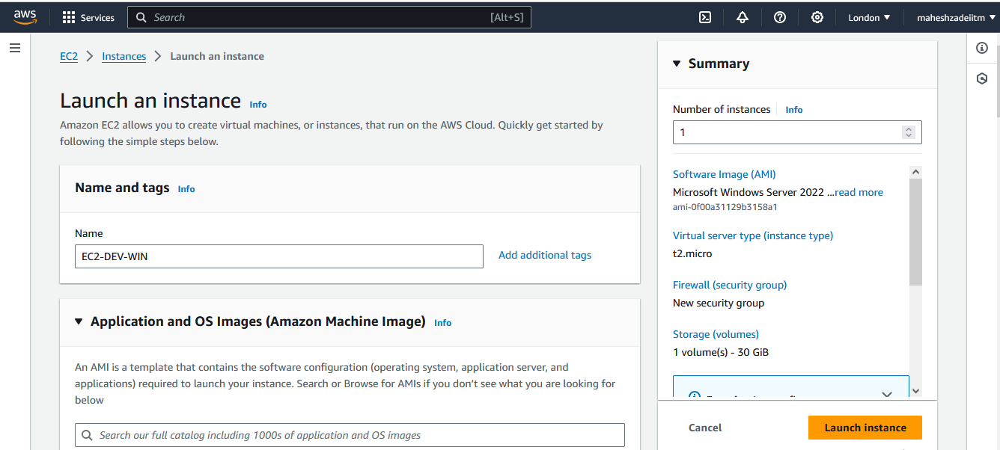 aws
Services
Search
[Alt+S]
London
maheshzadeiitm
EC2
Instances
Launch an instance
Launch an instance Info
Amazon EC2 allows you to create virtual machines, or instances, that run on the AWS Cloud. Quickly get started by
following the simple steps below.
Name and tags Info
Name
EC2-DEV-WIN
Add additional tags
Application and OS Images (Amazon Machine Image) Info
An AMI is a template that contains the software configuration (operating system, application server, and
applications) required to launch your instance. Search or Browse for AMIs if you don't see what you are looking for
below
Search our full catalog including 1000s of application and OS images
Summary
Number of instances Info
1
Software Image (AMI)
Microsoft Windows Server 2022 ...read more
ami-0f00a31129b3158a1
Virtual server type (instance type)
t2.micro
Firewall (security group)
New security group
Storage (volumes)
1 volume(s) - 30 GiB
Cancel
Launch instance